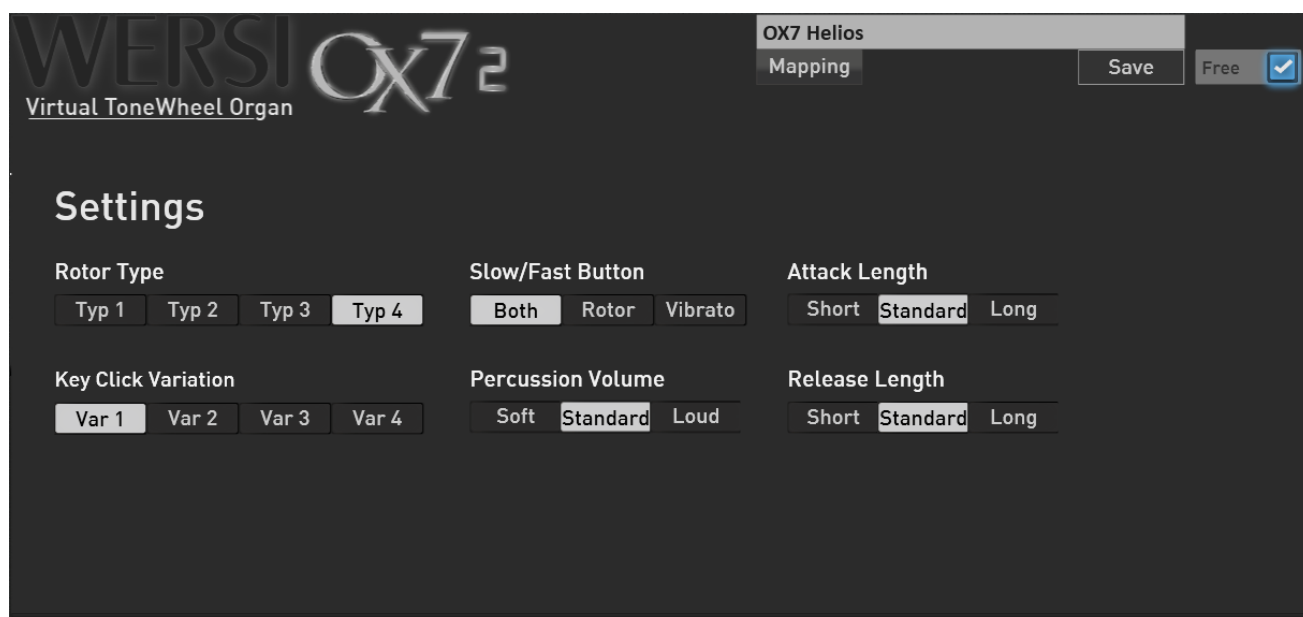 WERSI OX7 2
Virtual ToneWheel Organ
OX7 Helios
Mapping
Save
Free
Settings
Rotor Type
Typ 1 Typ 2 Typ 3 Typ 4
Slow/Fast Button
Both Rotor Vibrato
Attack Length
Short Standard Long
Key Click Variation
Var 1 Var 2 Var 3 Var 4
Percussion Volume
Soft Standard Loud
Release Length
Short Standard Long